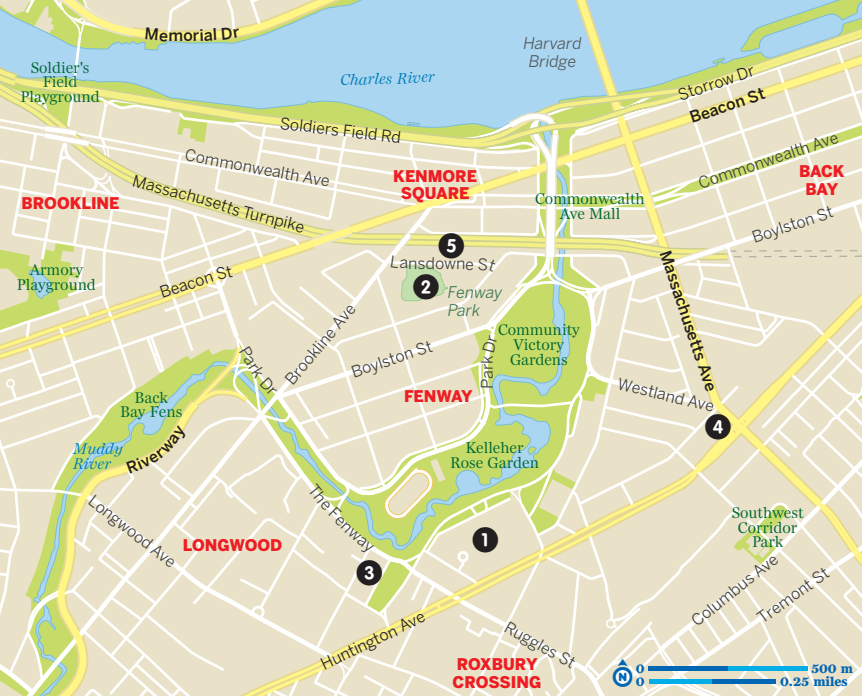 Memorial Dr
Harvard
Bridge
Soldier's
Field
Playground
Charles River
Storrow Dr
Beacon St
Soldiers Field Rd
Commonwealth Ave
Commonwealth Ave
KENMORE
SQUARE
BACK
BAY
Massachusetts Turnpike
BROOKLINE
Commonwealth
Ave Mall
Boylston St
5
Lansdowne St
Armory
Playground
Beacon St
2
Fenway
Park
Massachusetts Ave
Brookline Ave
Community
Victory
Gardens
Park Dr
Boylston St
Park Dr
FENWAY
Westland Ave
Back
Bay Fens
4
Muddy
River
Riverway
Kelleher
Rose Garden
The Fenway
Longwood Ave
LONGWOOD
1
Southwest
Corridor
Park
3
Columbus Ave
Tremont St
Huntington Ave
Ruggles St
ROXBURY
CROSSING
N
0 500 m
0 0.25 miles